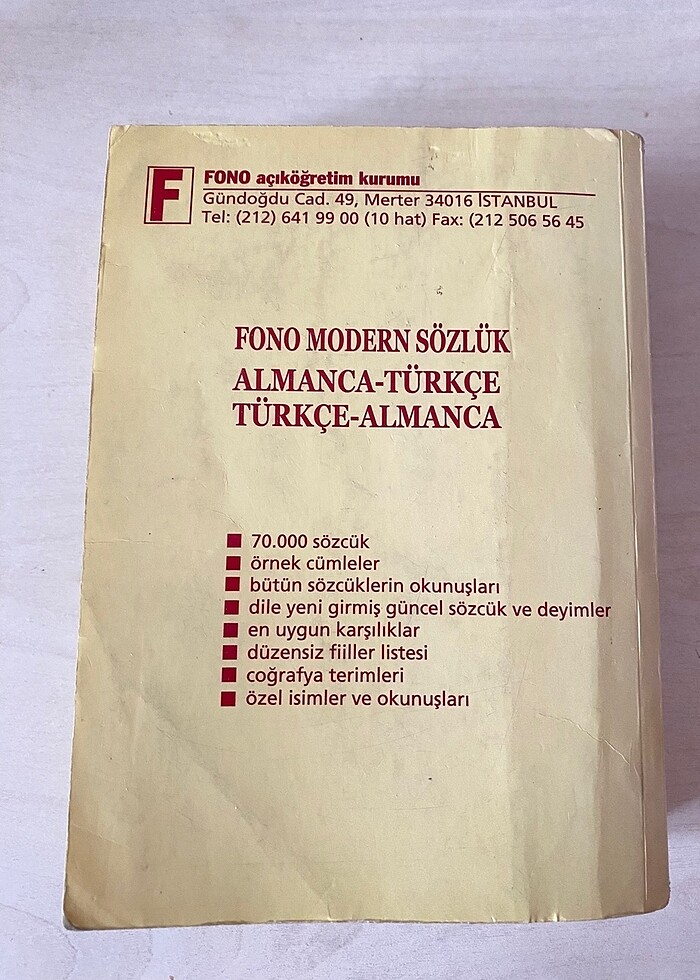 F
FONO açıköğretim kurumu
Gündoğdu Cad. 49, Merter 34016 İSTANBUL
Tel: (212) 641 99 00 (10 hat) Fax: (212 506 56 45
FONO MODERN SÖZLÜK
ALMANCA-TÜRKÇE
TÜRKÇE-ALMANCA
■ 70.000 sözcük
■ örnek cümleler
■ bütün sözcüklerin okunuşları
■ dile yeni girmiş güncel sözcük ve deyimler
■ en uygun karşılıklar
■ düzensiz fiiller listesi
■ coğrafya terimleri
■ özel isimler ve okunuşları